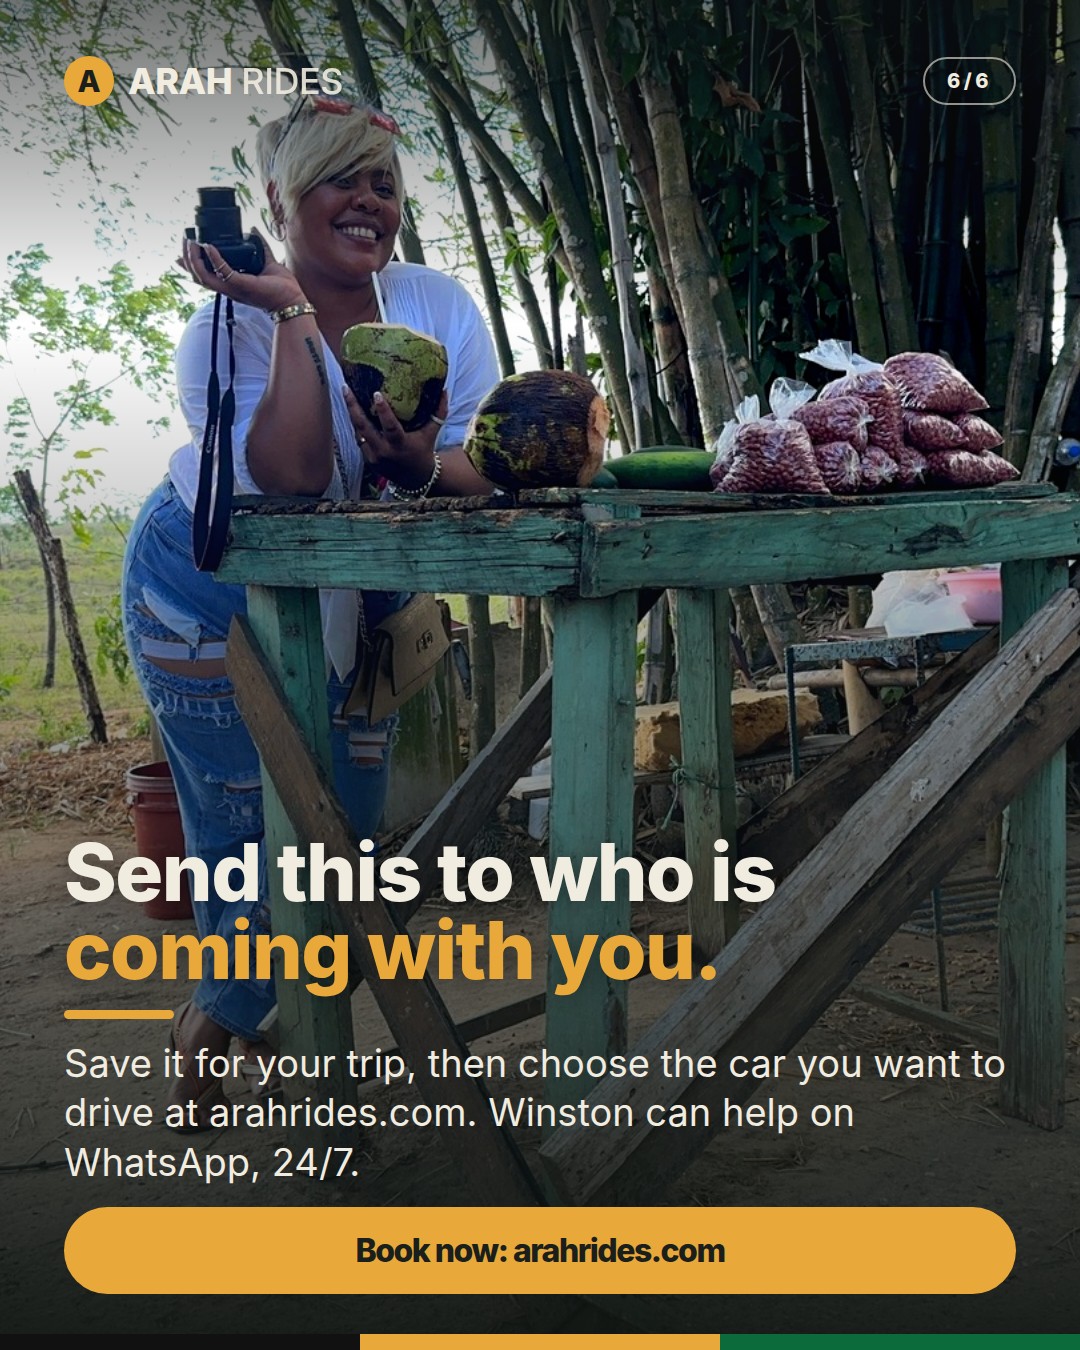 A ARAH RIDES
6/6
Canon
Send this to who is
coming with you.
Save it for your trip, then choose the car you want to
drive at arahrides.com. Winston can help on
WhatsApp, 24/7.
Book now: arahrides.com